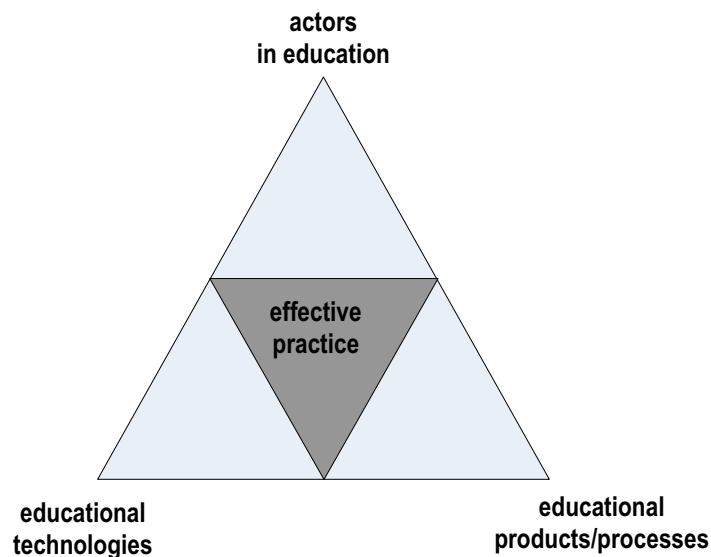 actors
in education
effective
practice
educational
technologies
educational
products/processes